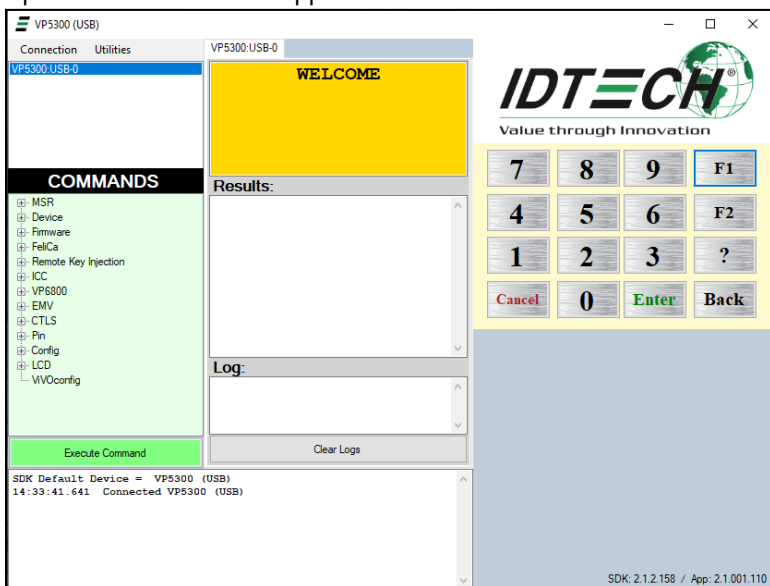 VP5300 (USB)
Connection Utilities
VP5300:USB-0
VP5300:USB-0
WELCOME
IDTECH®
Value through Innovation
COMMANDS
MSR
Device
Firmware
FeliCa
Remote Key Injection
ICC
VP6800
EMV
CTLS
Pin
Config
LCD
ViVOconfig
Execute Command
Results:
Log:
Clear Logs
7 8 9 F1
4 5 6 F2
1 2 3 ?
Cancel 0 Enter Back
SDK Default Device = VP5300 (USB)
14:33:41.641 Connected VP5300 (USB)
SDK: 2.1.2.158 / App: 2.1.001.110